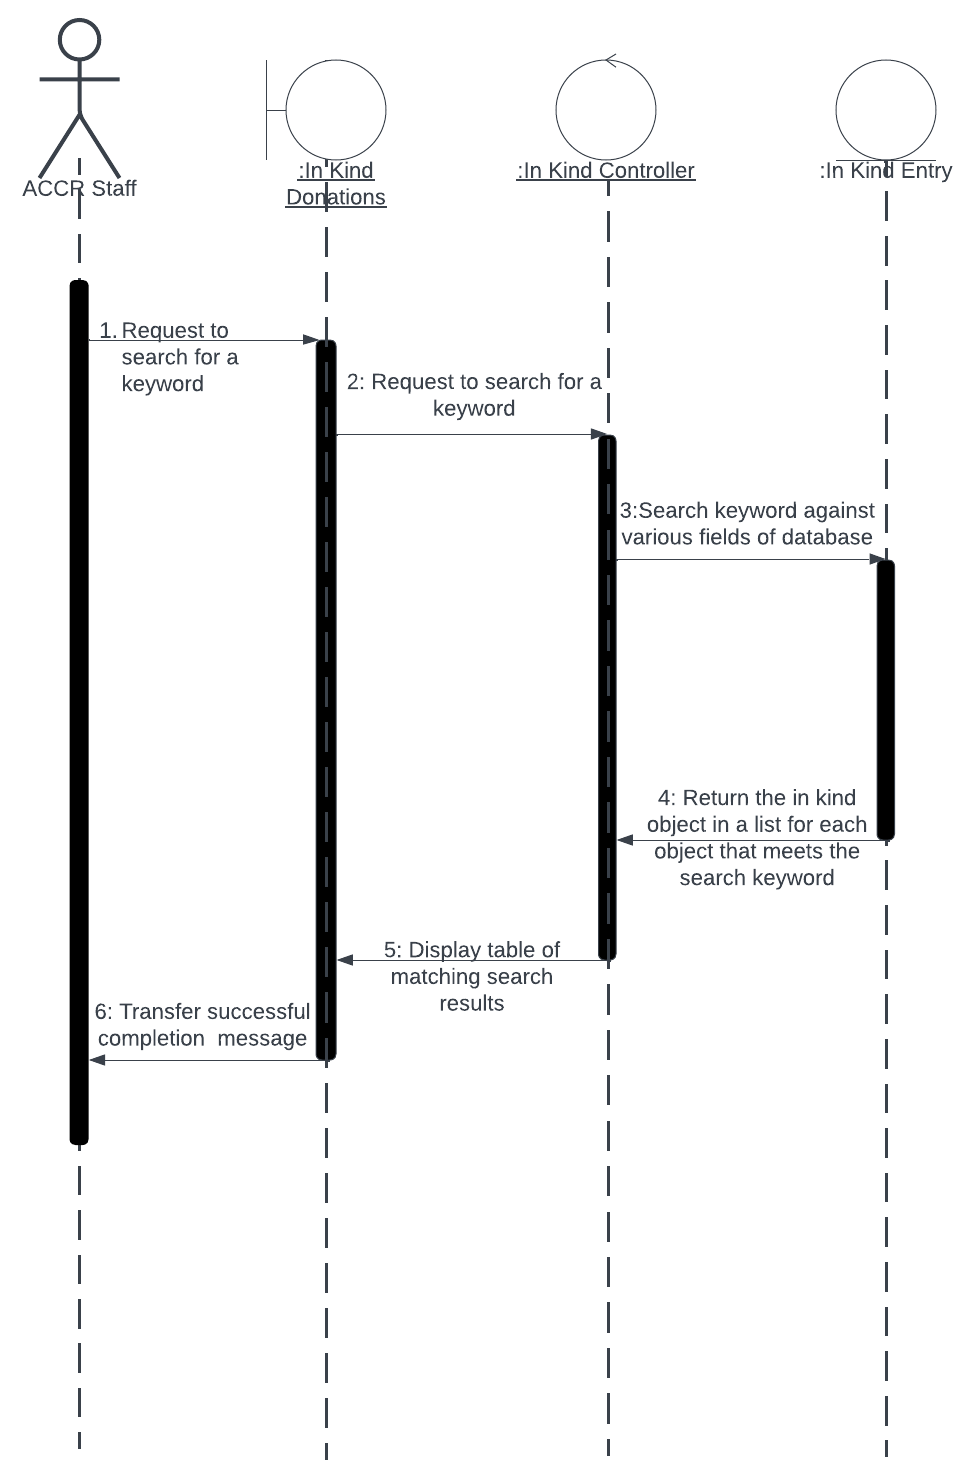 ACCR Staff
:In Kind
Donations
:In Kind Controller
:In Kind Entry
1. Request to
search for a
keyword
2: Request to search for a
keyword
3:Search keyword against
various fields of database
4: Return the in kind
object in a list for each
object that meets the
search keyword
5: Display table of
matching search
results
6: Transfer successful
completion  message